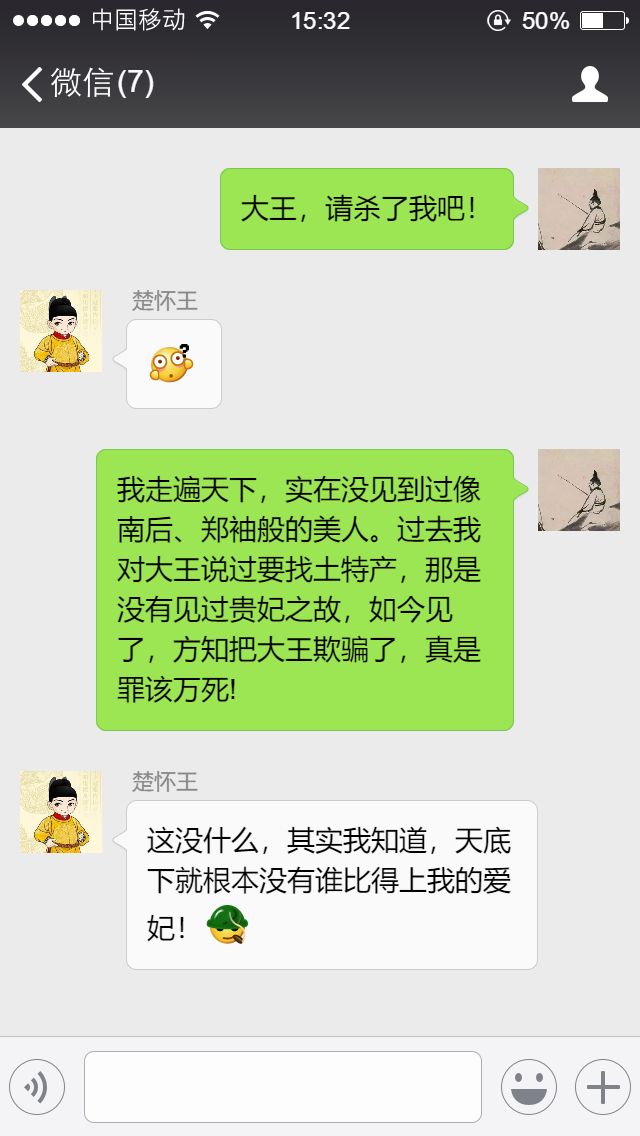 中国移动 15:32 50%
微信(7)
大王，请杀了我吧！
楚怀王
我走遍天下，实在没见到过像
南后、郑袖般的美人。过去我
对大王说过要找土特产，那是
没有见过贵妃之故，如今见
了，方知把大王欺骗了，真是
罪该万死!
楚怀王
这没什么，其实我知道，天底
下就根本没有谁比得上我的爱
妃！